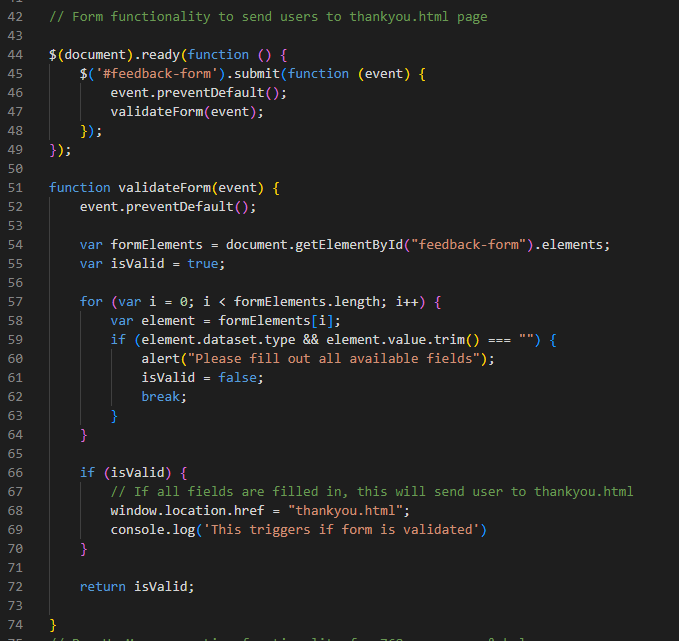 42 // Form functionality to send users to thankyou.html page
43
44 $(document).ready(function () {
45     $('#feedback-form').submit(function (event) {
46         event.preventDefault();
47         validateForm(event);
48     });
49 });
50
51 function validateForm(event) {
52     event.preventDefault();
53
54     var formElements = document.getElementById("feedback-form").elements;
55     var isValid = true;
56
57     for (var i = 0; i < formElements.length; i++) {
58         var element = formElements[i];
59         if (element.dataset.type && element.value.trim() === "") {
60             alert("Please fill out all available fields");
61             isValid = false;
62             break;
63         }
64     }
65
66     if (isValid) {
67         // If all fields are filled in, this will send user to thankyou.html
68         window.location.href = "thankyou.html";
69         console.log('This triggers if form is validated')
70     }
71
72     return isValid;
73
74 }